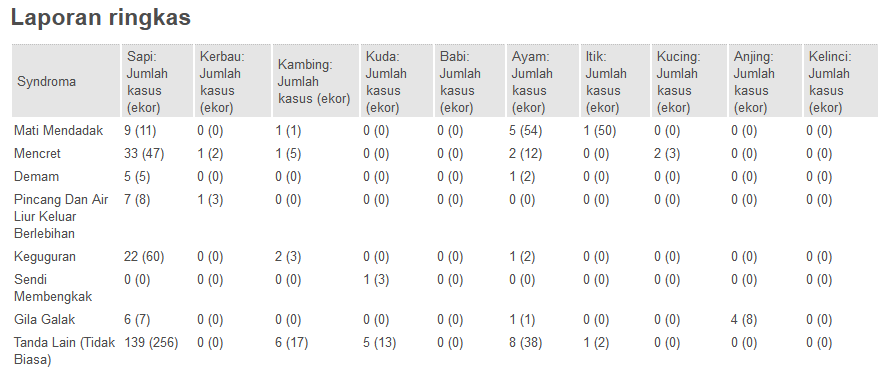 Laporan ringkas
Syndroma Sapi: Jumlah kasus (ekor) Kerbau: Jumlah kasus (ekor) Kambing: Jumlah kasus (ekor) Kuda: Jumlah kasus (ekor) Babi: Jumlah kasus (ekor) Ayam: Jumlah kasus (ekor) Itik: Jumlah kasus (ekor) Kucing: Jumlah kasus (ekor) Anjing: Jumlah kasus (ekor) Kelinci: Jumlah kasus (ekor)
Mati Mendadak 9 (11) 0 (0) 1 (1) 0 (0) 0 (0) 5 (54) 1 (50) 0 (0) 0 (0) 0 (0)
Mencret 33 (47) 1 (2) 1 (5) 0 (0) 0 (0) 2 (12) 0 (0) 2 (3) 0 (0) 0 (0)
Demam 5 (5) 0 (0) 0 (0) 0 (0) 0 (0) 1 (2) 0 (0) 0 (0) 0 (0) 0 (0)
Pincang Dan Air 7 (8) 1 (3) 0 (0) 0 (0) 0 (0) 0 (0) 0 (0) 0 (0) 0 (0) 0 (0)
Liur Keluar
Berlebihan
Keguguran 22 (60) 0 (0) 2 (3) 0 (0) 0 (0) 1 (2) 0 (0) 0 (0) 0 (0) 0 (0)
Sendi 0 (0) 0 (0) 0 (0) 1 (3) 0 (0) 0 (0) 0 (0) 0 (0) 0 (0) 0 (0)
Membengkak
Gila Galak 6 (7) 0 (0) 0 (0) 0 (0) 0 (0) 1 (1) 0 (0) 0 (0) 4 (8) 0 (0)
Tanda Lain (Tidak 139 (256) 0 (0) 6 (17) 5 (13) 0 (0) 8 (38) 1 (2) 0 (0) 0 (0) 0 (0)
Biasa)